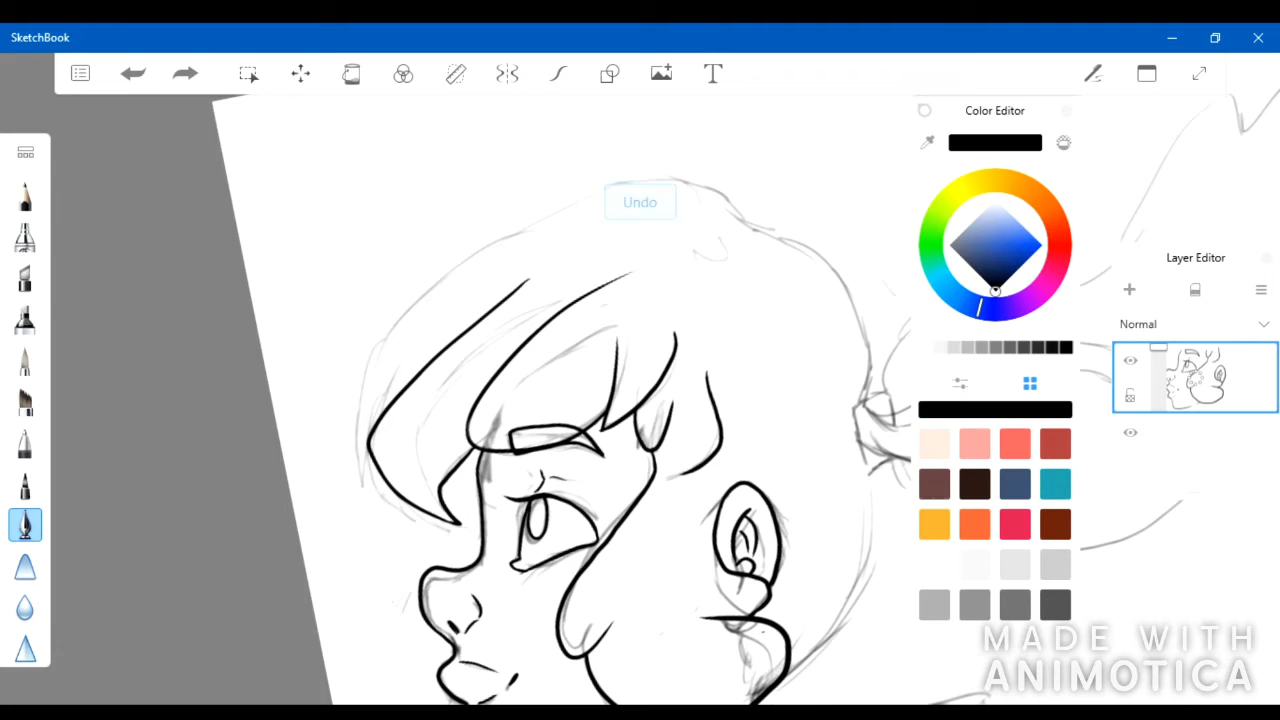 SketchBook
T
Color Editor
Undo
Layer Editor
Normal
MADE WITH
ANIMOTICA